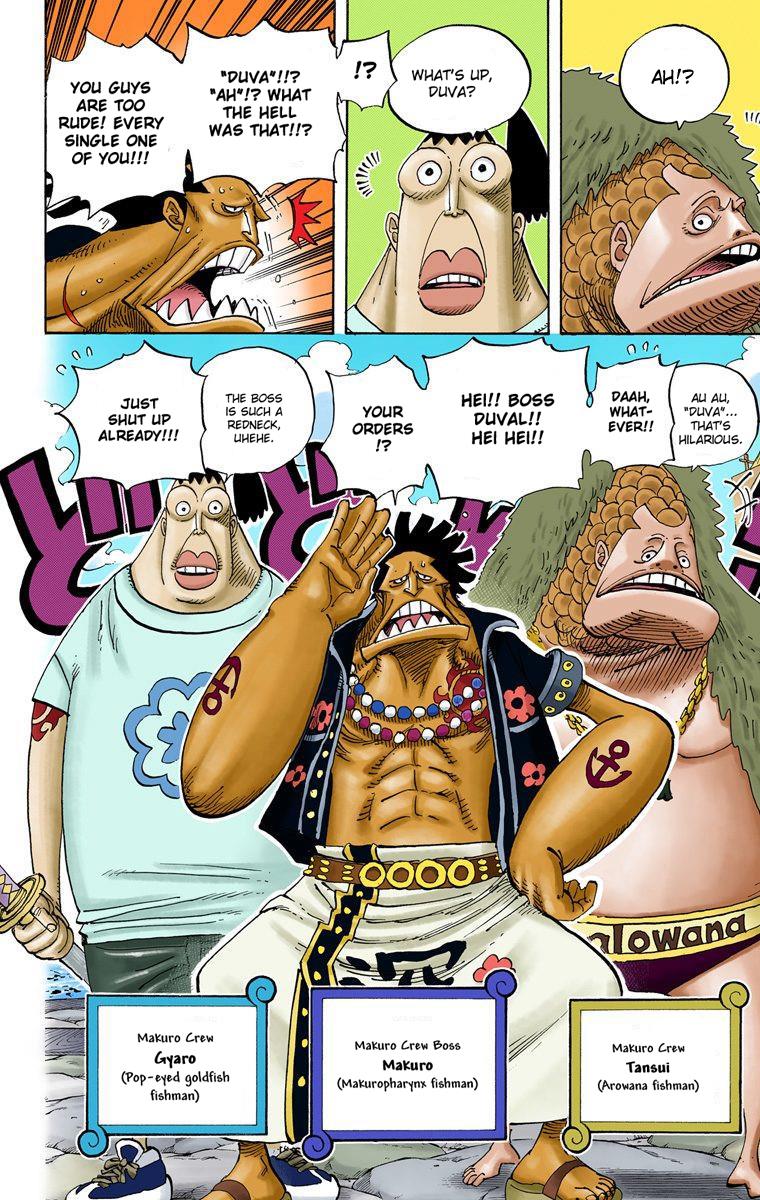 AH!?
WHAT'S UP,
DUVA?
!?
"DUVA"!!?
"AH"!? WHAT
THE HELL
WAS THAT!!?
YOU GUYS
ARE TOO
RUDE! EVERY
SINGLE ONE
OF YOU!!!
AU AU,
"DUVA"...
THAT'S
HILARIOUS.
DAAH,
WHAT-
EVER!!
HEI!! BOSS
DUVAL!!
HEI HEI!!
YOUR
ORDERS
!?
THE BOSS
IS SUCH A
REDNECK,
UHEHE.
JUST
SHUT UP
ALREADY!!!
alowana
Makuro Crew
Tansui
(Arowana fishman)
Makuro Crew Boss
Makuro
(Makuropharynx fishman)
Makuro Crew
Gyaro
(Pop-eyed goldfish
fishman)